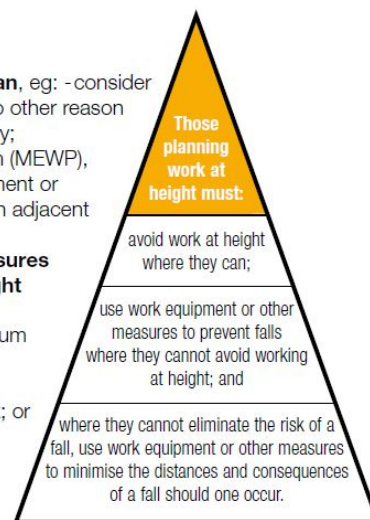 an, eg: - consider
o other reason
y;
n (MEWP),
nent or
n adjacent
sures
ght
um
; or
Those
planning
work at
height must:
avoid work at height
where they can;
use work equipment or other
measures to prevent falls
where they cannot avoid working
at height; and
where they cannot eliminate the risk of a
fall, use work equipment or other measures
to minimise the distances and consequences
of a fall should one occur.